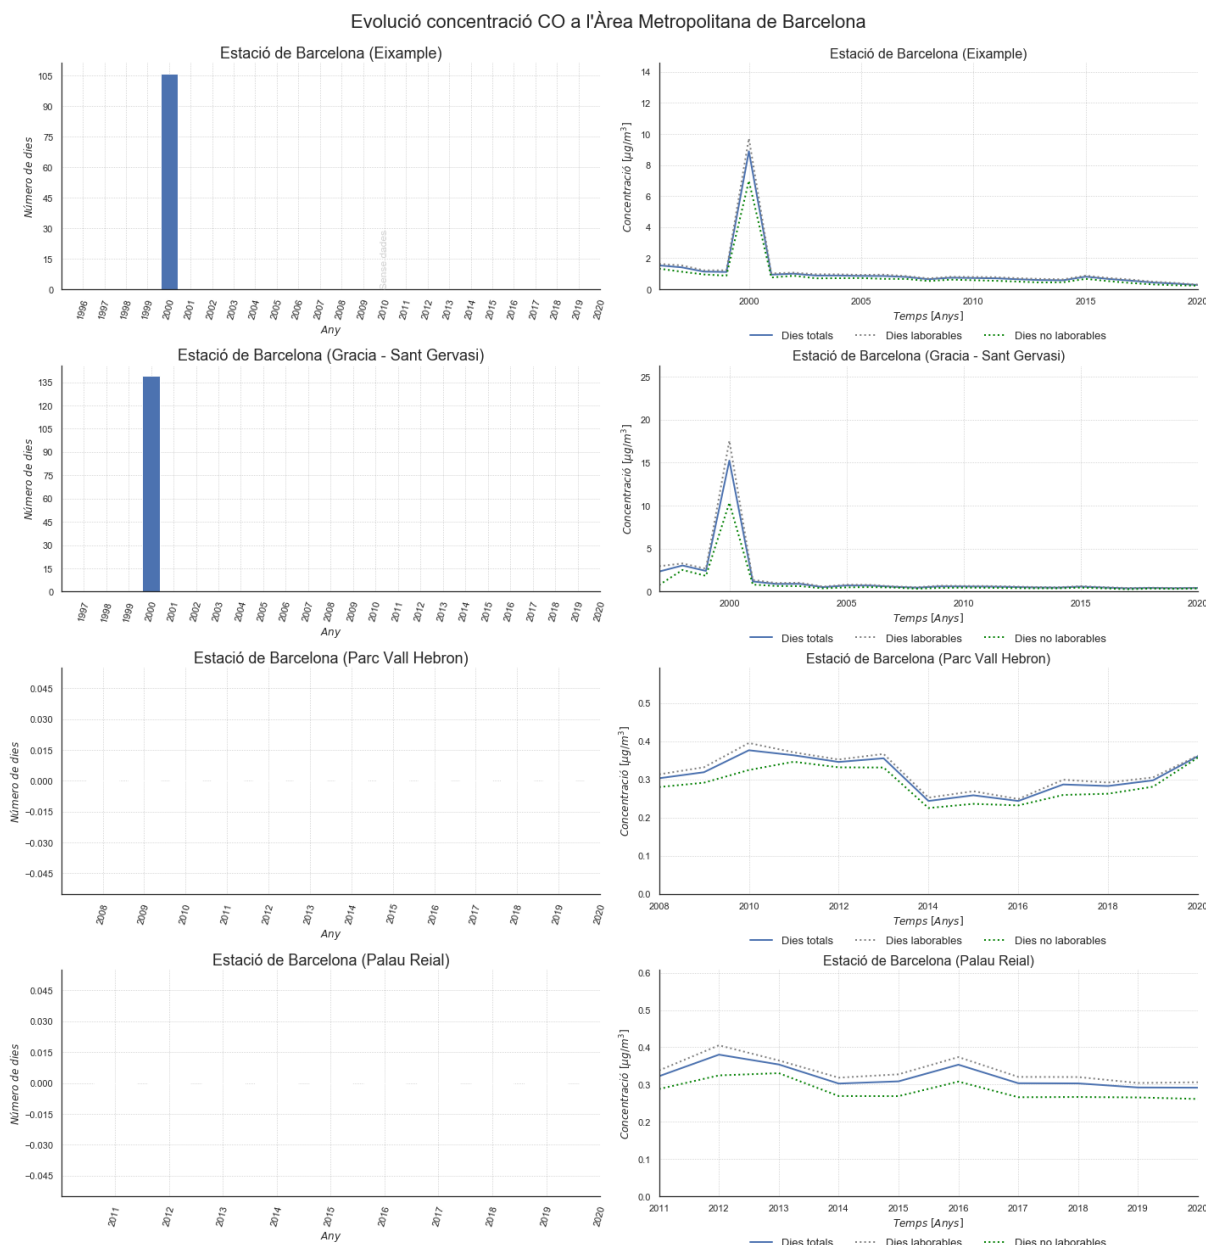 Evolució concentració CO a l'Àrea Metropolitana de Barcelona
Estació de Barcelona (Eixample)
Número de dies
105
90
75
60
45
30
15
0
Sense dades
1996 1997 1998 1999 2000 2001 2002 2003 2004 2005 2006 2007 2008 2009 2010 2011 2012 2013 2014 2015 2016 2017 2018 2019 2020
Any
Estació de Barcelona (Eixample)
Concentració [µg/m³]
14
12
10
8
6
4
2
0
2000 2005 2010 2015 2020
Temps [Anys]
Dies totals Dies laborables Dies no laborables
Estació de Barcelona (Gracia - Sant Gervasi)
Número de dies
135
120
105
90
75
60
45
30
15
0
1997 1998 1999 2000 2001 2002 2003 2004 2005 2006 2007 2008 2009 2010 2011 2012 2013 2014 2015 2016 2017 2018 2019 2020
Any
Estació de Barcelona (Gracia - Sant Gervasi)
Concentració [µg/m³]
25
20
15
10
5
0
2000 2005 2010 2015 2020
Temps [Anys]
Dies totals Dies laborables Dies no laborables
Estació de Barcelona (Parc Vall Hebron)
Número de dies
0.045
0.030
0.015
0.000
−0.015
−0.030
−0.045
2008 2009 2010 2011 2012 2013 2014 2015 2016 2017 2018 2019 2020
Any
Estació de Barcelona (Parc Vall Hebron)
Concentració [µg/m³]
0.5
0.4
0.3
0.2
0.1
0.0
2008 2010 2012 2014 2016 2018 2020
Temps [Anys]
Dies totals Dies laborables Dies no laborables
Estació de Barcelona (Palau Reial)
Número de dies
0.045
0.030
0.015
0.000
−0.015
−0.030
−0.045
2011 2012 2013 2014 2015 2016 2017 2018 2019 2020
Any
Estació de Barcelona (Palau Reial)
Concentració [µg/m³]
0.6
0.5
0.4
0.3
0.2
0.1
0.0
2011 2012 2013 2014 2015 2016 2017 2018 2019 2020
Temps [Anys]
Dies totals Dies laborables Dies no laborables